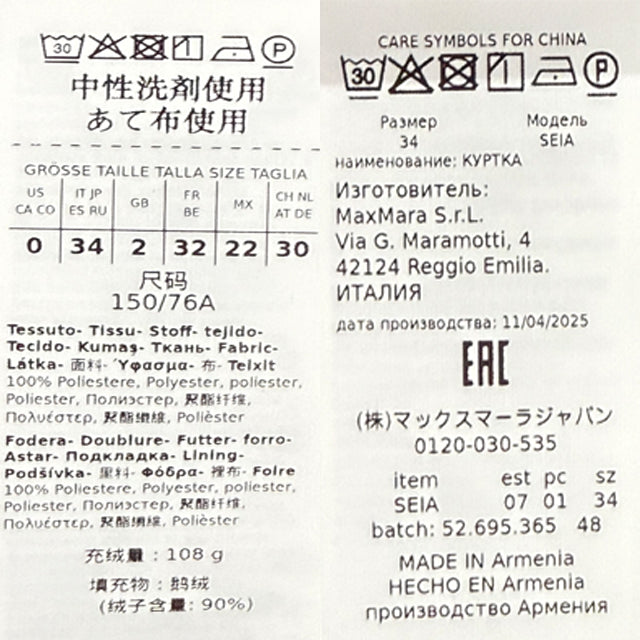 30 P
中性洗剤使用
あて布使用
GRÖSSE TAILLE TALLA SIZE TAGLIA
US CA CO
IT JP ES RU
GB
FR BE
MX
CH NL AT DE
0 34 2 32 22 30
尺码
150/76A
Tessuto- Tissu- Stoff- tejido-
Tecido- Kumaş- Ткань- Fabric-
Látka- 面料- Ύφασμα- 布- Teixit
100% Poliestere, Polyester, poliester,
Poliester, Полиэстер, 聚酯纤维,
Πολυέστερ, 聚酯纖維, Polièster
Fodera- Doublure- Futter- forro-
Astar- Подкладка- Lining-
Podšívka- 里料- Φόδρα- 裡布- Folre
100% Poliestere, Polyester, poliester,
Poliester, Полиэстер, 聚酯纤维,
Πολυέστερ, 聚酯纖維, Polièster
充绒量 : 108 g
填充物 : 鹅绒
(绒子含量: 90%)
CARE SYMBOLS FOR CHINA
30 P
Размер Модель
34 SEIA
наименование: КУРТКА
Изготовитель:
MaxMara S.r.L.
Via G. Maramotti, 4
42124 Reggio Emilia.
ИТАЛИЯ
дата производства: 11/04/2025
EAC
(株)マックスマーラジャパン
0120-030-535
item est pc sz
SEIA 07 01 34
batch: 52.695.365 48
MADE IN Armenia
HECHO EN Armenia
производство Армения